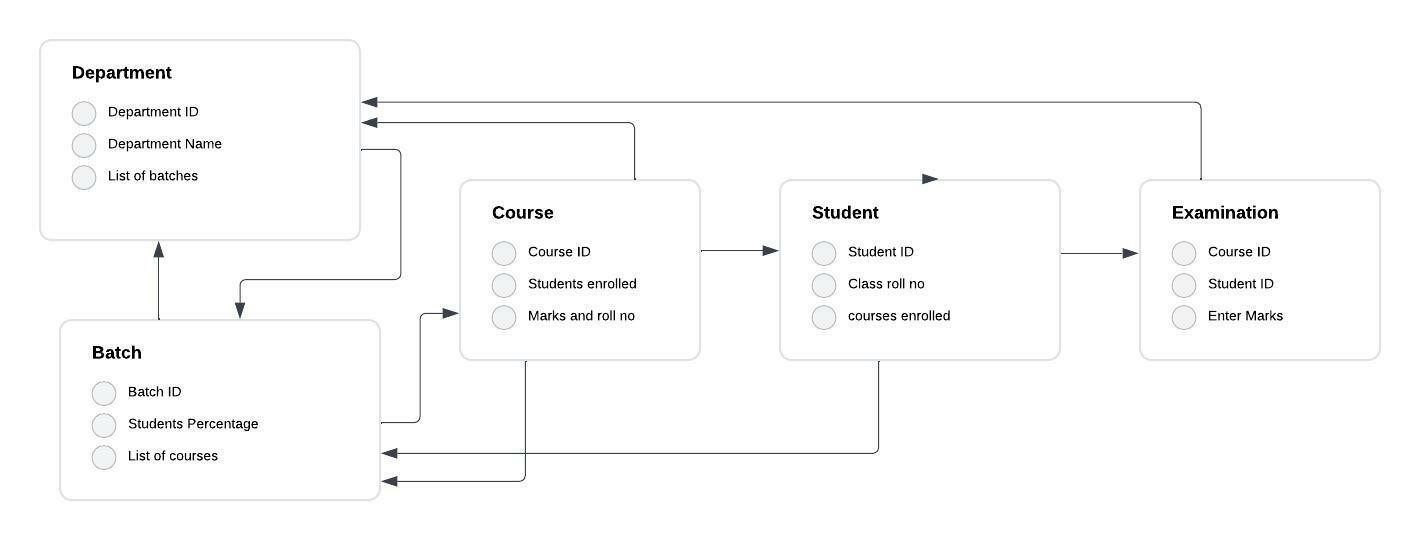 Department
Department ID
Department Name
List of batches
Batch
Batch ID
Students Percentage
List of courses
Course
Course ID
Students enrolled
Marks and roll no
Student
Student ID
Class roll no
courses enrolled
Examination
Course ID
Student ID
Enter Marks